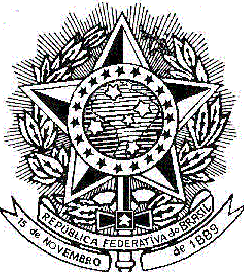 REPÚBLICA FEDERATIVA do BRASIL
15 de NOVEMBRO de 1889